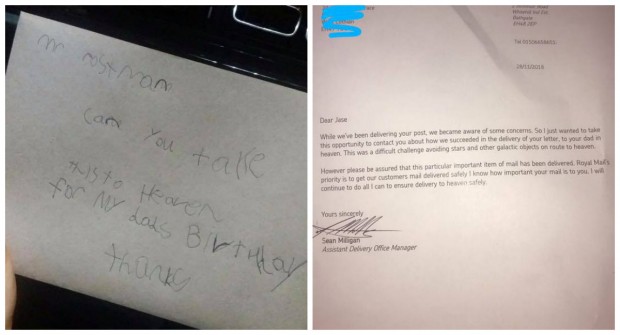 mr Postman
Can You take
tis to Heaven
for my dads Birthday
thanks
28/11/2018
Dear Jase
While we've been delivering your post, we became aware of some concerns. So I just wanted to take
this opportunity to contact you about how we succeeded in the delivery of your letter, to your dad in
heaven. This was a difficult challenge avoiding stars and other galactic objects on route to heaven.
However please be assured that this particular important item of mail has been delivered. Royal Mail's
priority is to get our customers mail delivered safely I know how important your mail is to you. I will
continue to do all I can to ensure delivery to heaven safely.
Yours sincerely
Sean Milligan
Assistant Delivery Office Manager